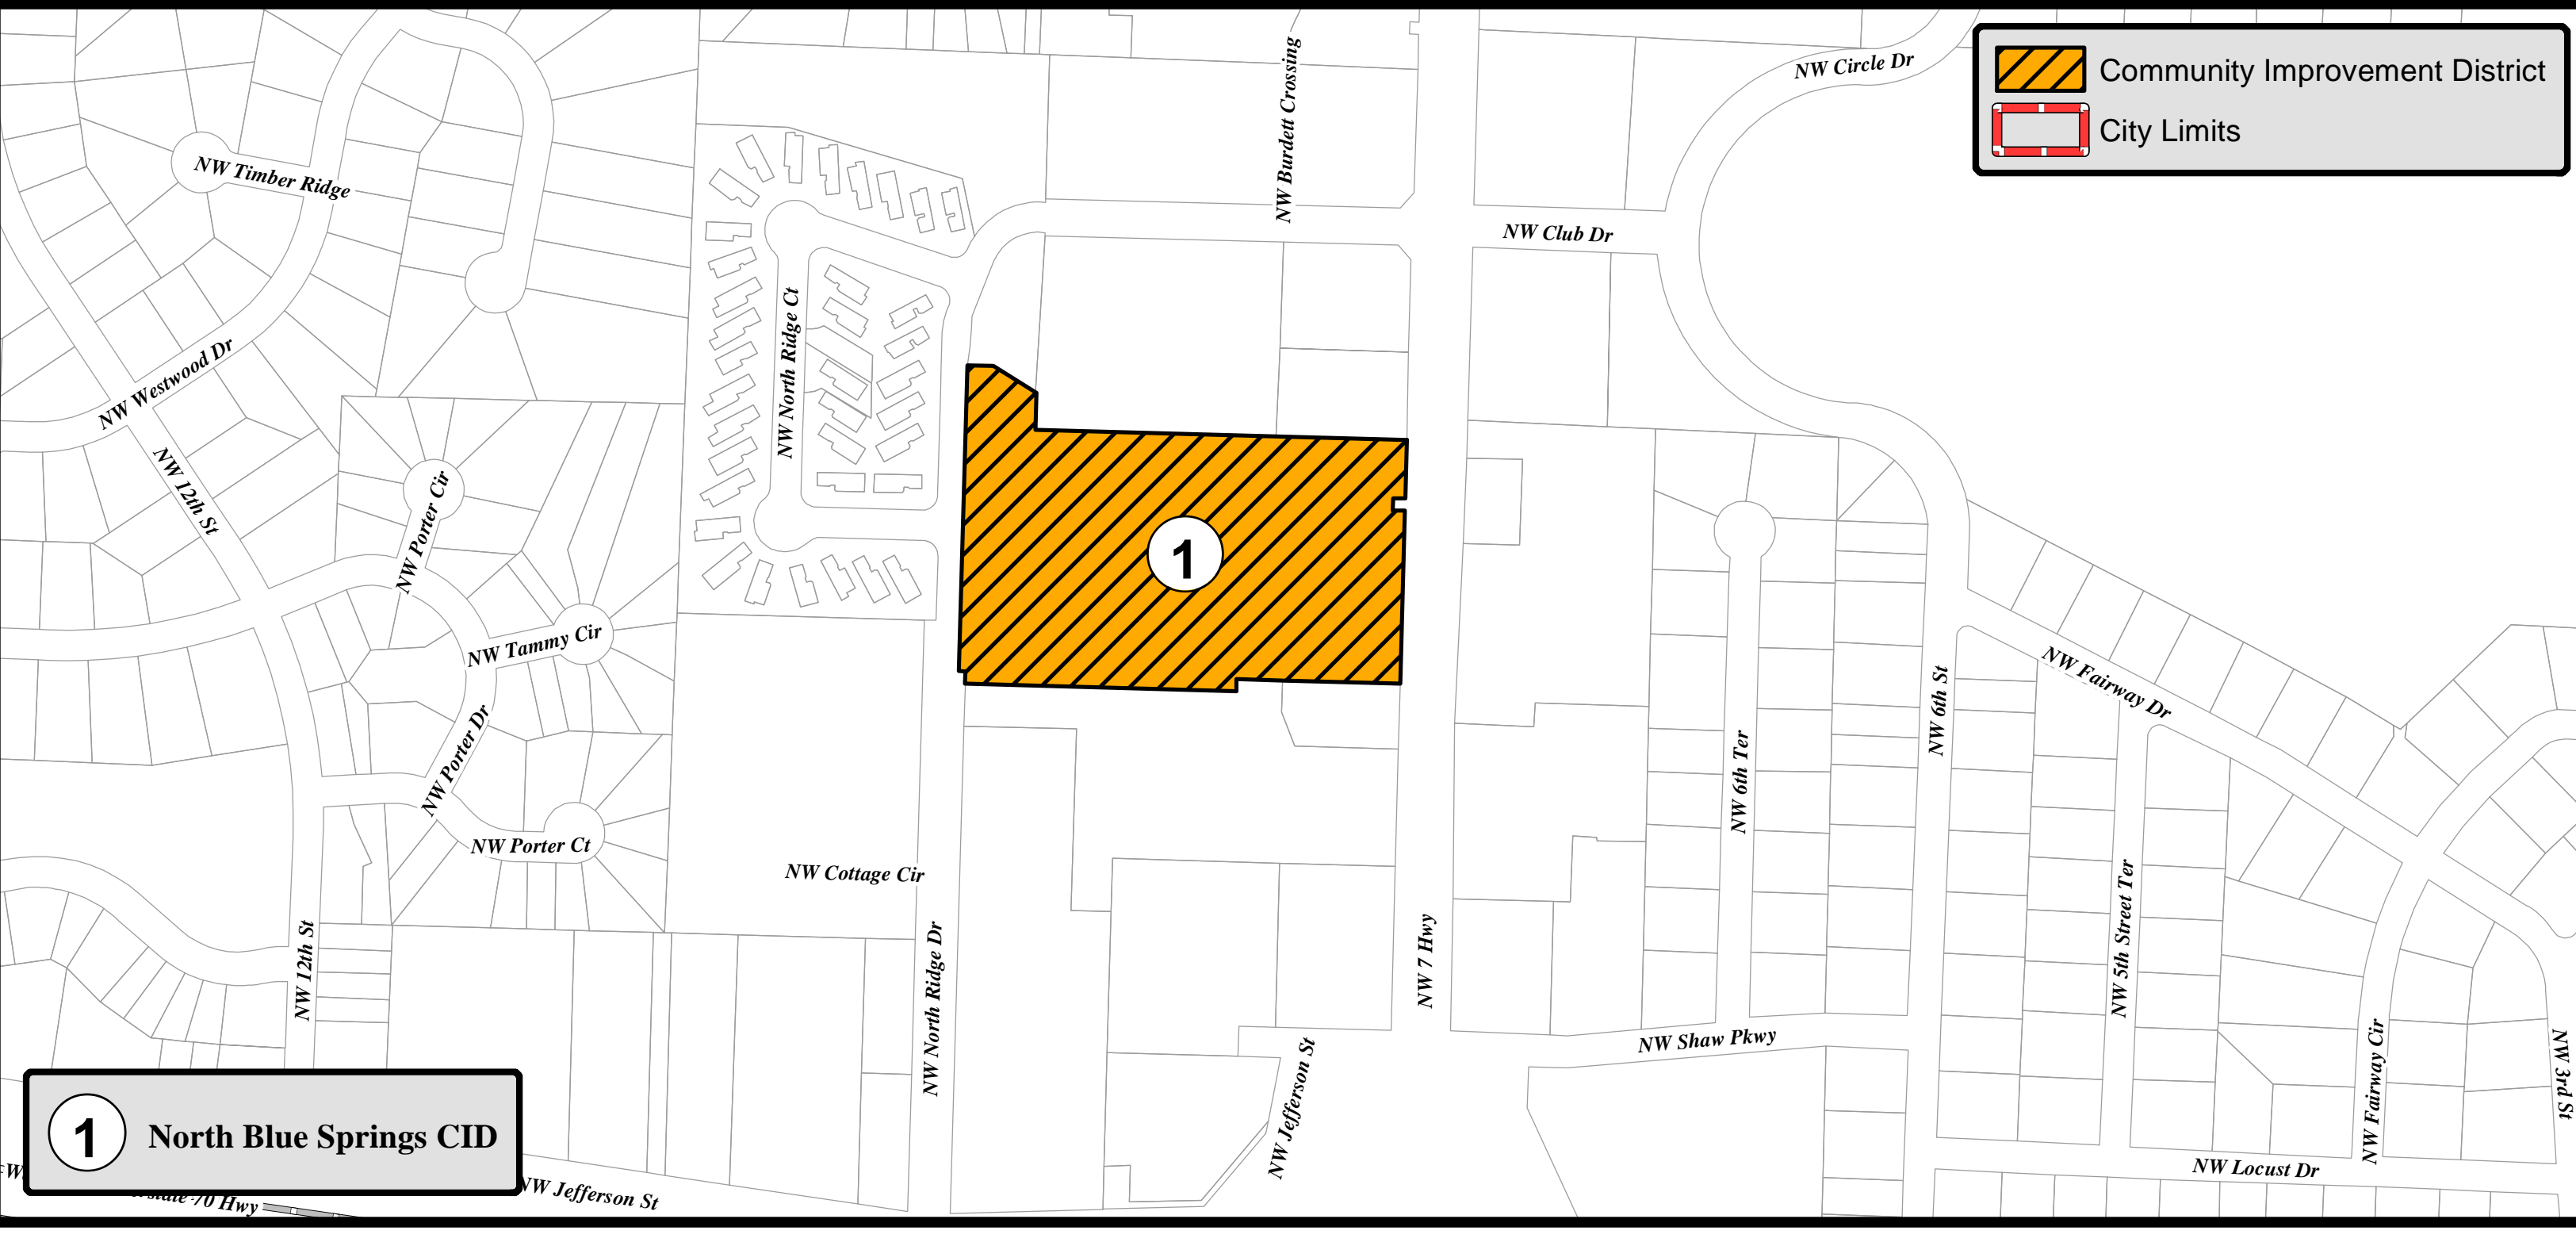 Community Improvement District
City Limits
NW Circle Dr
NW Burdett Crossing
NW Club Dr
NW Timber Ridge
NW North Ridge Ct
NW Westwood Dr
NW 12th St
NW Porter Cir
1
NW Tammy Cir
NW Fairway Dr
NW 6th St
NW Porter Dr
NW 6th Ter
NW Porter Ct
NW Cottage Cir
NW 5th Street Ter
NW 7 Hwy
NW 12th St
NW North Ridge Dr
NW Shaw Pkwy
NW Jefferson St
NW Fairway Cir
NW 3rd St
1 North Blue Springs CID
NW Locust Dr
NW Jefferson St
70 Hwy